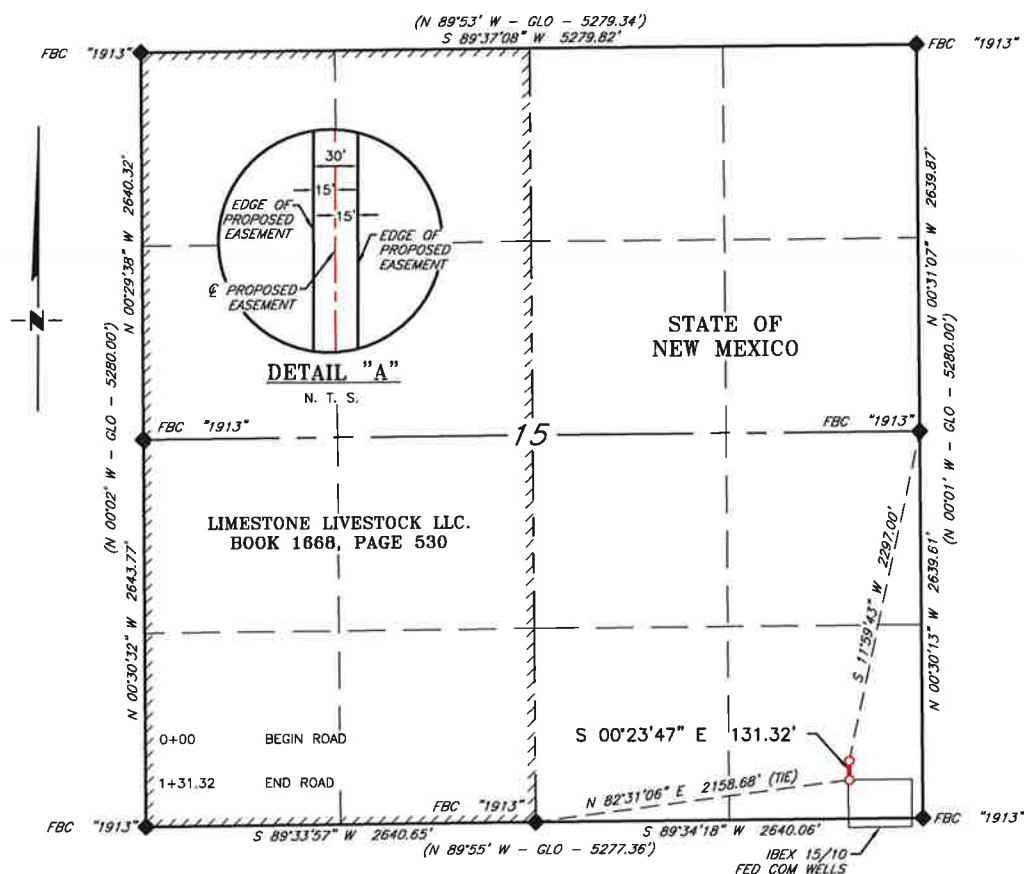 (N 89°53' W - GLO - 5279.34')
S 89°37'08" W 5279.82'
FBC "1913"
FBC "1913"
N 00°29'38" W 2640.32'
N 00°31'07" W 2639.87'
30'
15'
15'
EDGE OF
PROPOSED
EASEMENT
EDGE OF
PROPOSED
EASEMENT
℄ PROPOSED
EASEMENT
DETAIL "A"
N. T. S.
N
STATE OF
NEW MEXICO
(N 00°02' W - GLO - 5280.00')
(N 00°01' W - GLO - 5280.00')
FBC "1913"
15
FBC "1913"
LIMESTONE LIVESTOCK LLC.
BOOK 1668, PAGE 530
N 00°30'32" W 2643.77'
S 11°59'43" W 2297.00'
N 00°30'13" W 2639.61'
0+00 BEGIN ROAD
1+31.32 END ROAD
S 00°23'47" E 131.32'
N 82°31'06" E 2158.68' (TIE)
FBC "1913"
FBC "1913"
FBC "1913"
S 89°33'57" W 2640.65'
S 89°34'18" W 2640.06'
(N 89°55' W - GLO - 5277.36')
IBEX 15/10
FED COM WELLS